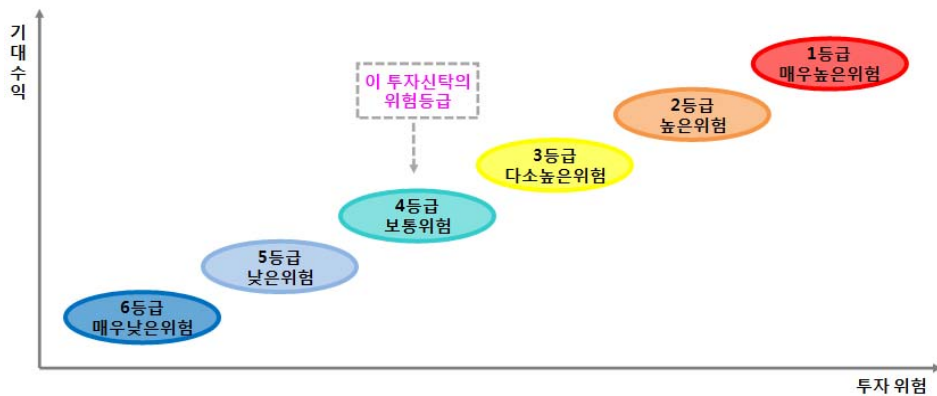 기
대
수
익
1등급
매우높은위험
이 투자신탁의
위험등급
2등급
높은위험
3등급
다소높은위험
4등급
보통위험
5등급
낮은위험
6등급
매우낮은위험
투자 위험